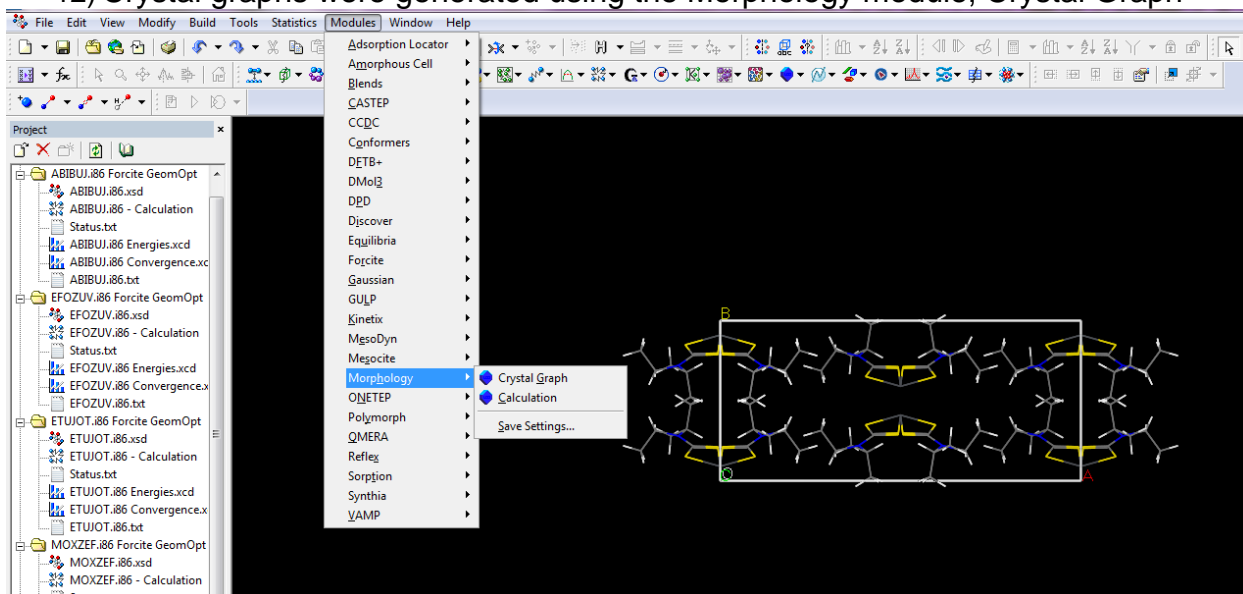 12) Crystal graphs were generated using the Morphology module, Crystal Graph
File Edit View Modify Build Tools Statistics Modules Window Help
Project
ABIBUJ.i86 Forcite GeomOpt
ABIBUJ.i86.xsd
ABIBUJ.i86 - Calculation
Status.txt
ABIBUJ.i86 Energies.xcd
ABIBUJ.i86 Convergence.xc
ABIBUJ.i86.txt
EFOZUV.i86 Forcite GeomOpt
EFOZUV.i86.xsd
EFOZUV.i86 - Calculation
Status.txt
EFOZUV.i86 Energies.xcd
EFOZUV.i86 Convergence.x
EFOZUV.i86.txt
ETUJOT.i86 Forcite GeomOpt
ETUJOT.i86.xsd
ETUJOT.i86 - Calculation
Status.txt
ETUJOT.i86 Energies.xcd
ETUJOT.i86 Convergence.x
ETUJOT.i86.txt
MOXZEF.i86 Forcite GeomOpt
MOXZEF.i86.xsd
MOXZEF.i86 - Calculation
Adsorption Locator
Amorphous Cell
Blends
CASTEP
CCDC
Conformers
DFTB+
DMol3
DPD
Discover
Equilibria
Forcite
Gaussian
GULP
Kinetix
MesoDyn
Mesocite
Morphology
ONETEP
Polymorph
QMERA
Reflex
Sorption
Synthia
VAMP
Crystal Graph
Calculation
Save Settings...
B
O
A